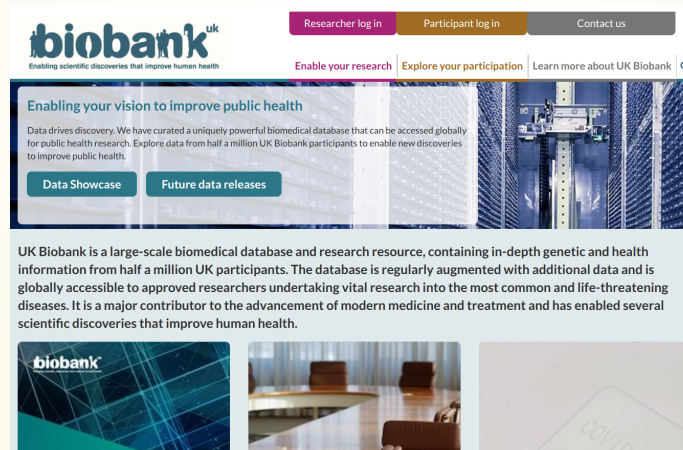 Researcher log in
Participant log in
Contact us
biobank uk
Enabling scientific discoveries that improve human health
Enable your research
Explore your participation
Learn more about UK Biobank
Enabling your vision to improve public health
Data drives discovery. We have curated a uniquely powerful biomedical database that can be accessed globally
for public health research. Explore data from half a million UK Biobank participants to enable new discoveries
to improve public health.
Data Showcase
Future data releases
UK Biobank is a large-scale biomedical database and research resource, containing in-depth genetic and health
information from half a million UK participants. The database is regularly augmented with additional data and is
globally accessible to approved researchers undertaking vital research into the most common and life-threatening
diseases. It is a major contributor to the advancement of modern medicine and treatment and has enabled several
scientific discoveries that improve human health.
biobank